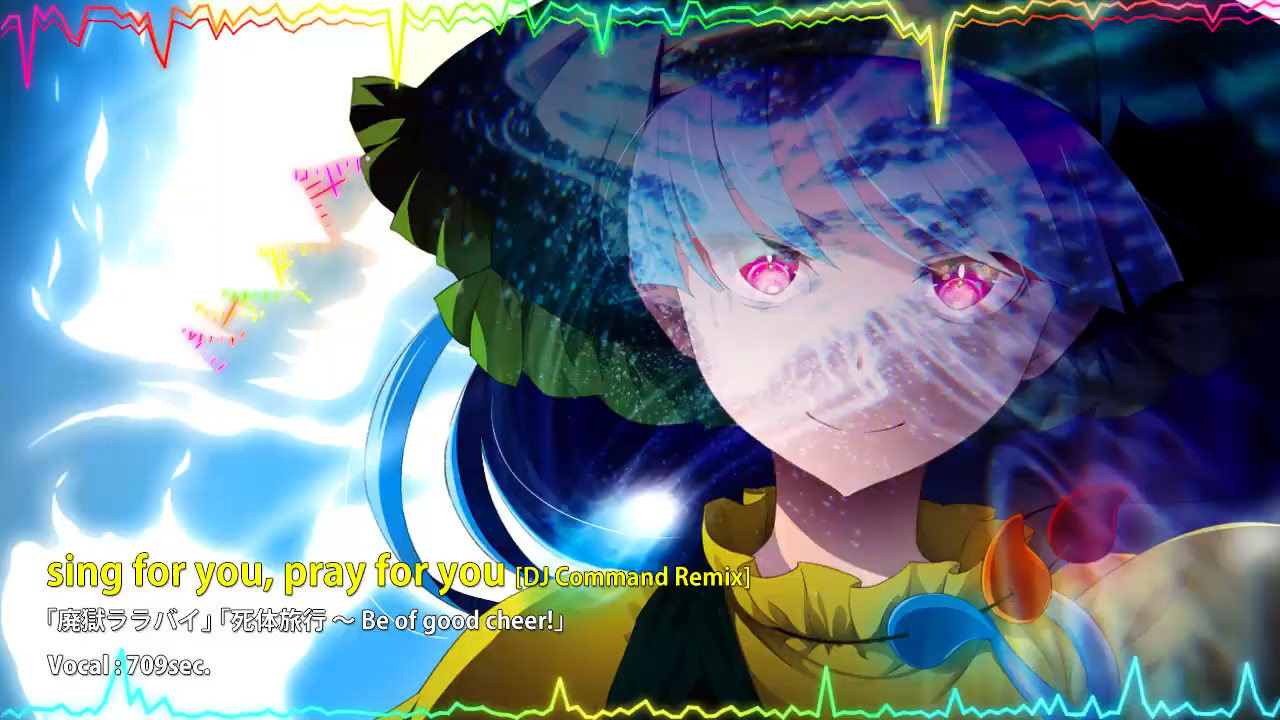 sing for you, pray for you [DJ Command Remix]
「廃獄ララバイ」「死体旅行 ～ Be of good cheer!」
Vocal : 709sec.